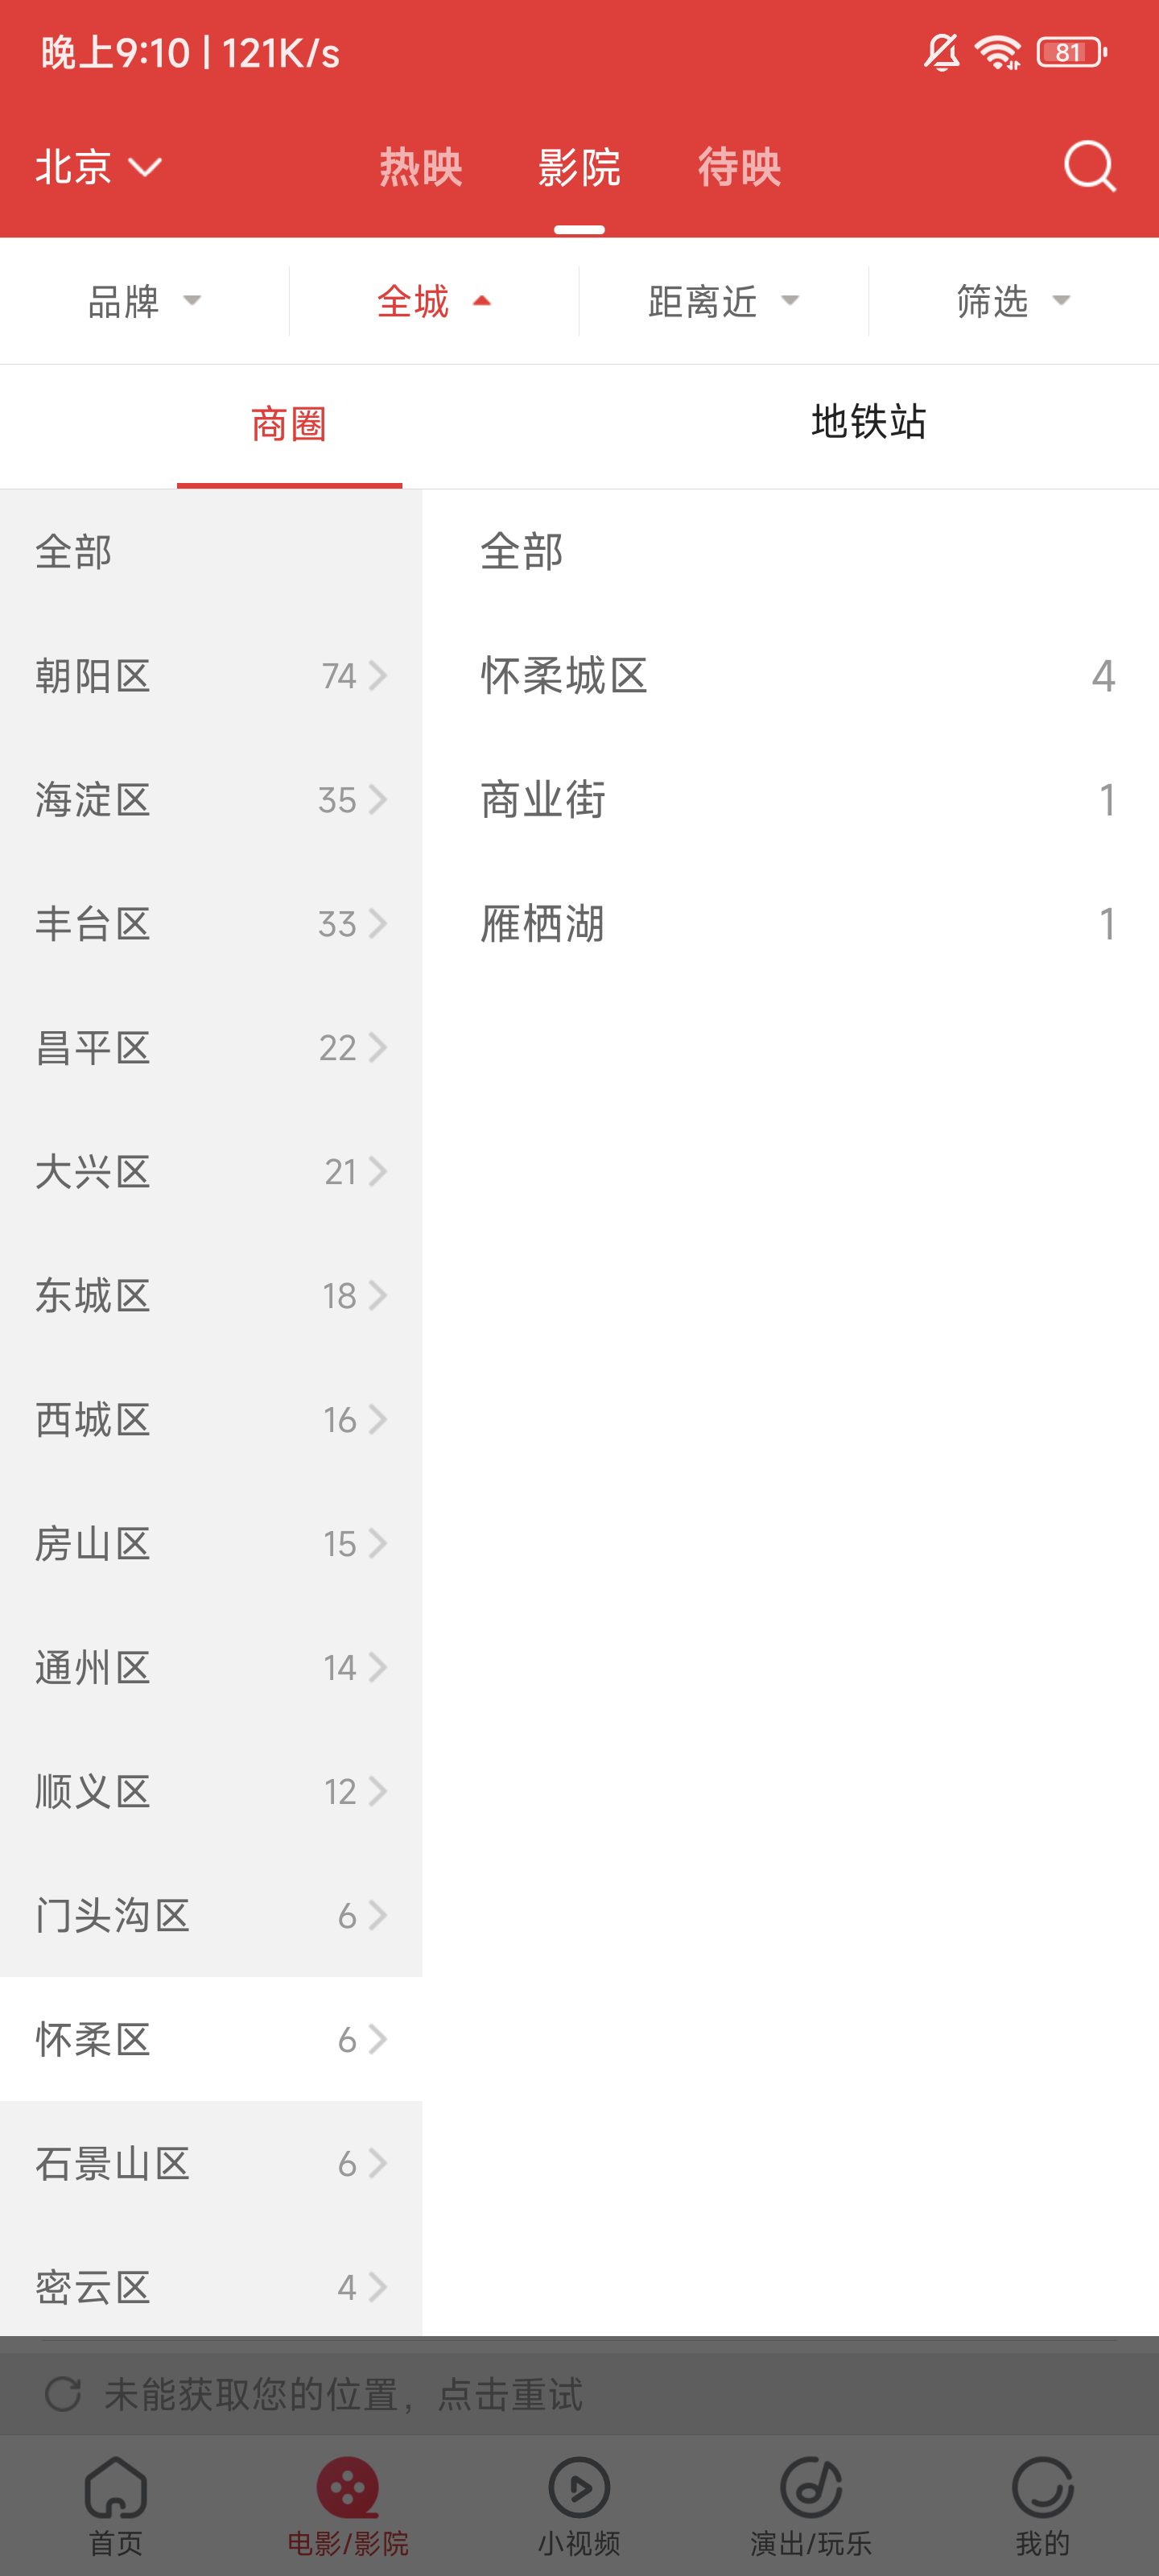 晚上9:10 | 121K/s 81
北京 热映 影院 待映
品牌 全城 距离近 筛选
商圈 地铁站
全部
朝阳区 74
海淀区 35
丰台区 33
昌平区 22
大兴区 21
东城区 18
西城区 16
房山区 15
通州区 14
顺义区 12
门头沟区 6
怀柔区 6
石景山区 6
密云区 4
全部
怀柔城区 4
商业街 1
雁栖湖 1
未能获取您的位置，点击重试
首页 电影/影院 小视频 演出/玩乐 我的